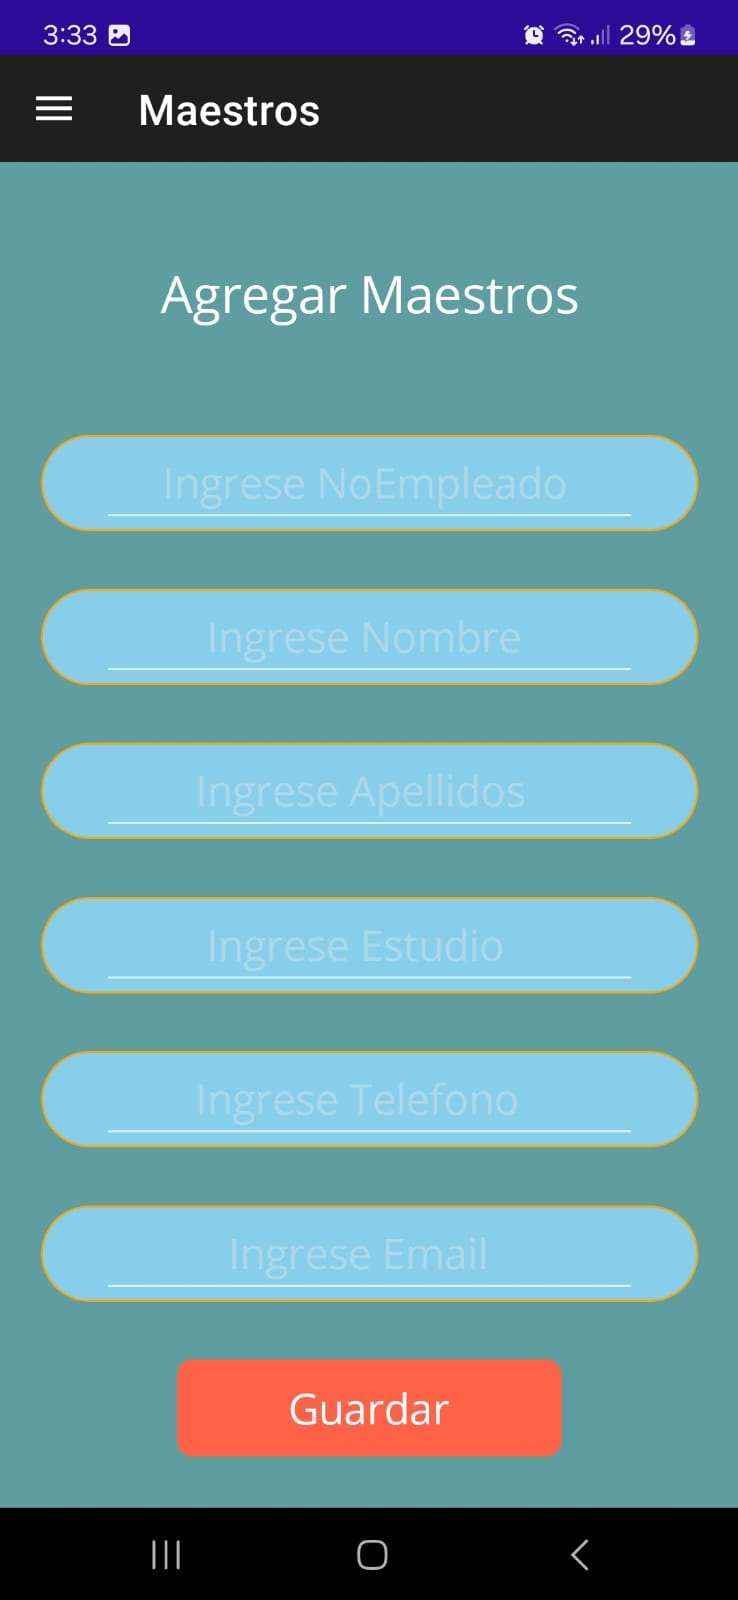 3:33 29%
Maestros
Agregar Maestros
Ingrese NoEmpleado
Ingrese Nombre
Ingrese Apellidos
Ingrese Estudio
Ingrese Telefono
Ingrese Email
Guardar